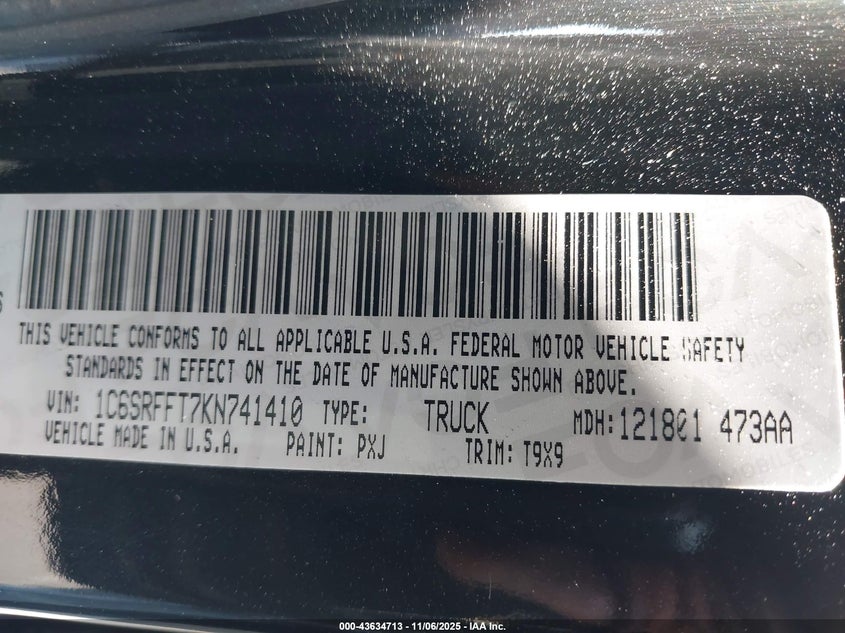 THIS VEHICLE CONFORMS TO ALL APPLICABLE U.S.A. FEDERAL MOTOR VEHICLE SAFETY
STANDARDS IN EFFECT ON THE DATE OF MANUFACTURE SHOWN ABOVE.
VIN: 1C6SRFFT7KN741410 TYPE: TRUCK MDH: 121801 473AA
VEHICLE MADE IN U.S.A. PAINT: PXJ TRIM: T9X9
000-43634713 - 11/06/2025 - IAA Inc.